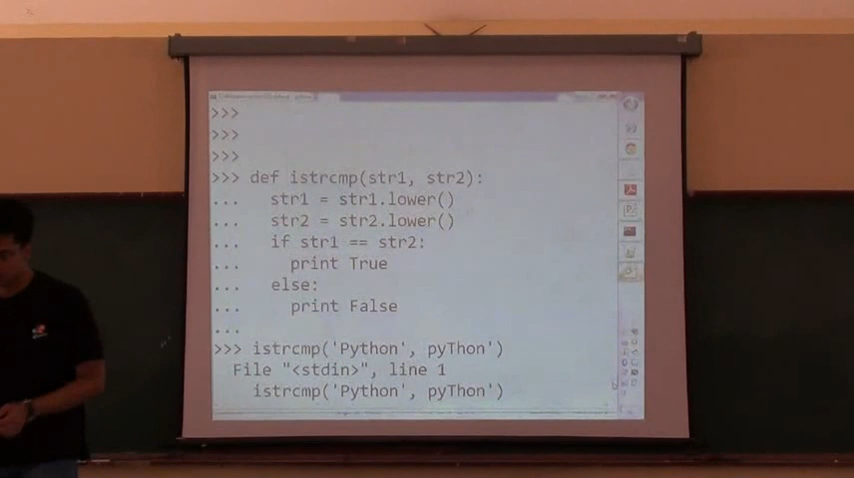 >>>
>>>
>>>
>>> def istrcmp(str1, str2):
...   str1 = str1.lower()
...   str2 = str2.lower()
...   if str1 == str2:
...     print True
...   else:
...     print False
...
>>> istrcmp('Python', pyThon')
  File "<stdin>", line 1
    istrcmp('Python', pyThon')